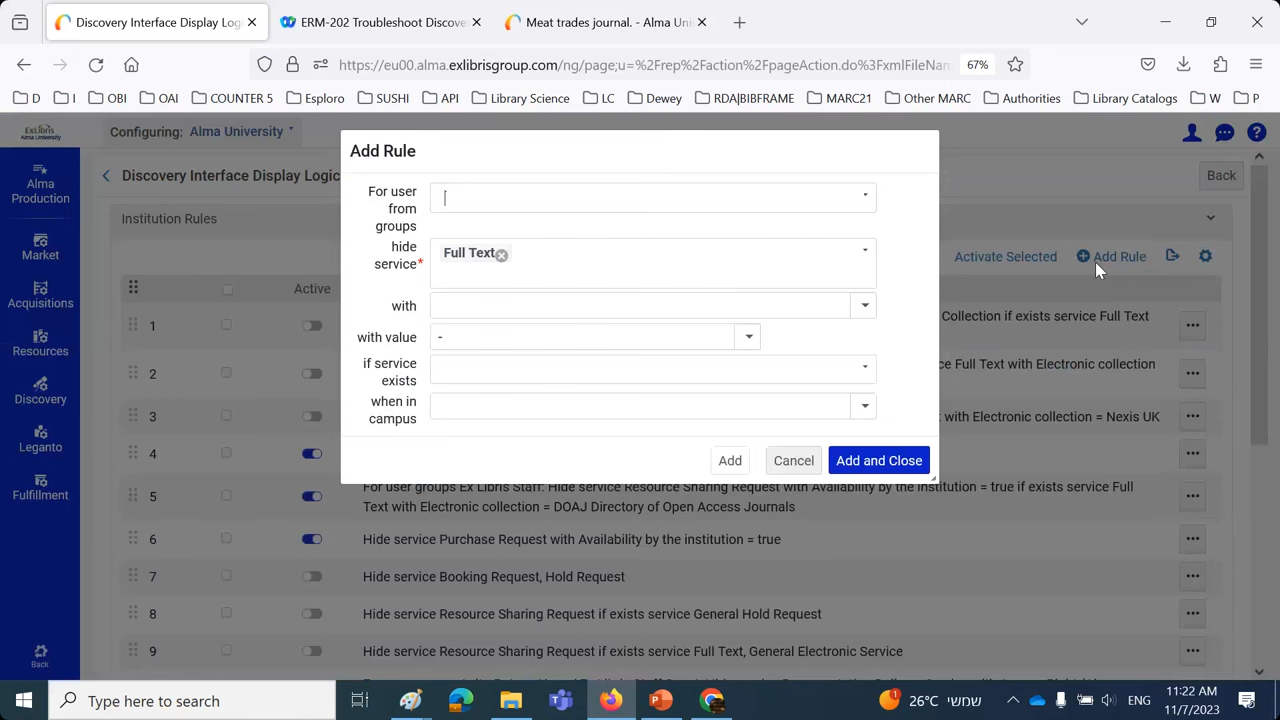 Discovery Interface Display Logi
ERM-202 Troubleshoot Discove
Meat trades journal. - Alma Uni
https://eu00.alma.exlibrisgroup.com/ng/page;u=%2Frep%2Faction%2FpageAction.do%3FxmlFileNam
67%
D
I
OBI
OAI
COUNTER 5
Esploro
SUSHI
API
Library Science
LC
Dewey
RDA|BIBFRAME
MARC21
Other MARC
Authorities
Library Catalogs
W
P
ExLibris
Alma University
Configuring: Alma University
Alma
Production
Market
Acquisitions
Resources
Discovery
Leganto
Fulfillment
Back
Discovery Interface Display Logic
Back
Institution Rules
Activate Selected
Add Rule
Active
Add Rule
For user
from
groups
hide
service*
Full Text
with
with value
-
if service
exists
when in
campus
Add
Cancel
Add and Close
1
Collection if exists service Full Text
2
ce Full Text with Electronic collection
3
with Electronic collection = Nexis UK
4
5
For user groups Ex Libris Staff: Hide service Resource Sharing Request with Availability by the institution = true if exists service Full
Text with Electronic collection = DOAJ Directory of Open Access Journals
6
Hide service Purchase Request with Availability by the institution = true
7
Hide service Booking Request, Hold Request
8
Hide service Resource Sharing Request if exists service General Hold Request
9
Hide service Resource Sharing Request if exists service Full Text, General Electronic Service
Type here to search
1
26°C שמשי
ENG
11:22 AM
11/7/2023